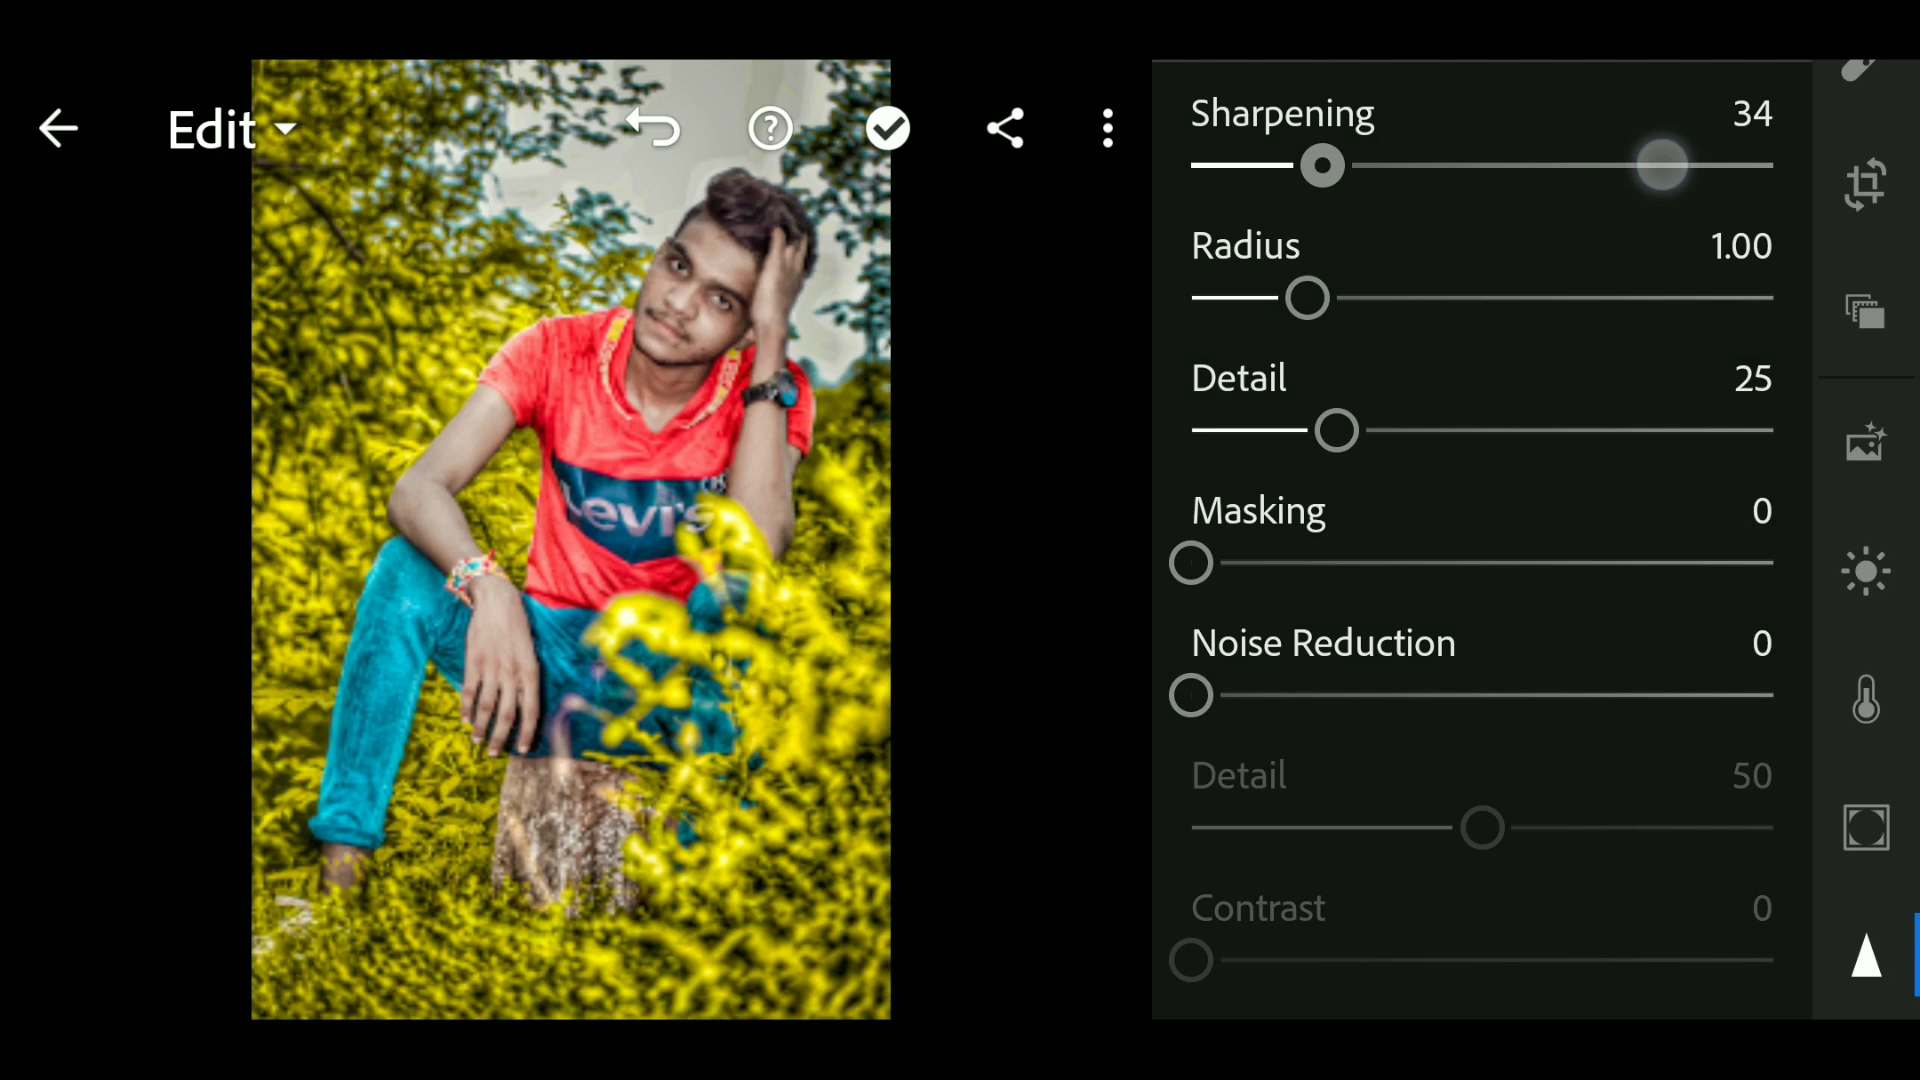 Edit
Sharpening 34
Radius 1.00
Detail 25
Masking 0
Noise Reduction 0
Detail 50
Contrast 0
Levi's